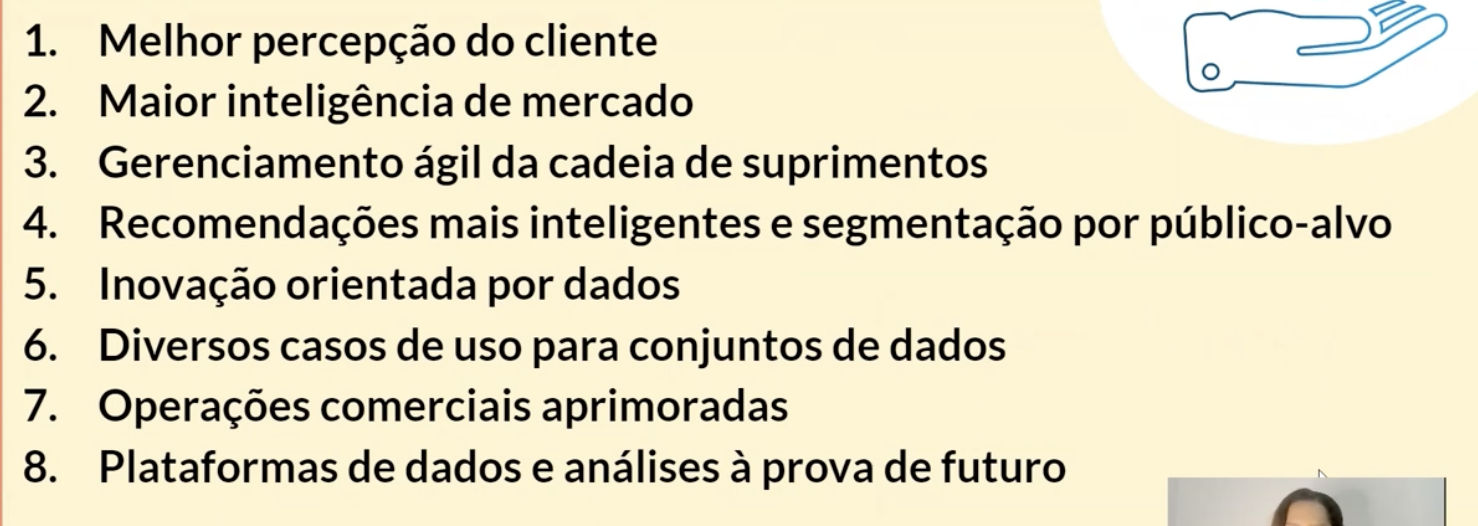 1. Melhor percepção do cliente
2. Maior inteligência de mercado
3. Gerenciamento ágil da cadeia de suprimentos
4. Recomendações mais inteligentes e segmentação por público-alvo
5. Inovação orientada por dados
6. Diversos casos de uso para conjuntos de dados
7. Operações comerciais aprimoradas
8. Plataformas de dados e análises à prova de futuro